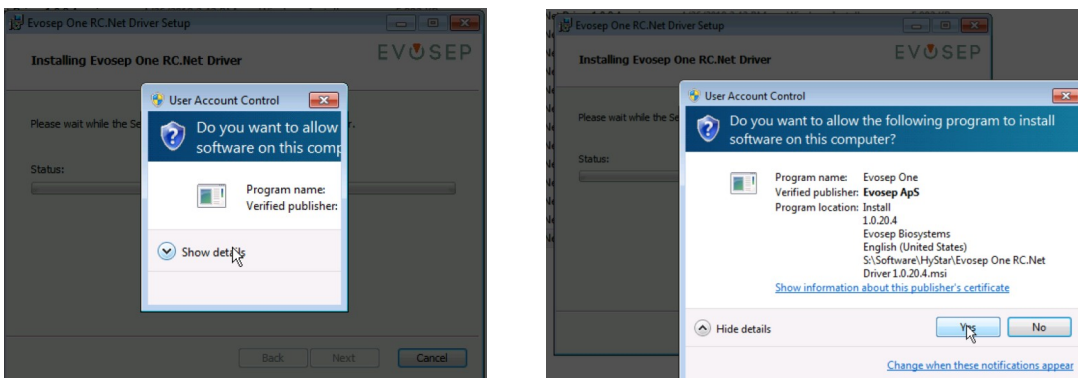 Evosep One RC.Net Driver Setup
Installing Evosep One RC.Net Driver
EVOSEP
User Account Control
Please wait while the Se
r.
Do you want to allow
software on this comp
Status:
Program name:
Verified publisher:
Show details
Back
Next
Cancel
Evosep One RC.Net Driver Setup
Installing Evosep One RC.Net Driver
EVOSEP
User Account Control
Please wait while the Se
Do you want to allow the following program to install
software on this computer?
Status:
Program name: Evosep One
Verified publisher: Evosep ApS
Program location: Install
1.0.20.4
Evosep Biosystems
English (United States)
S:\Software\HyStar\Evosep One RC.Net
Driver1.0.20.4.msi
Show information about this publisher's certificate
Hide details
Yes
No
Change when these notifications appear